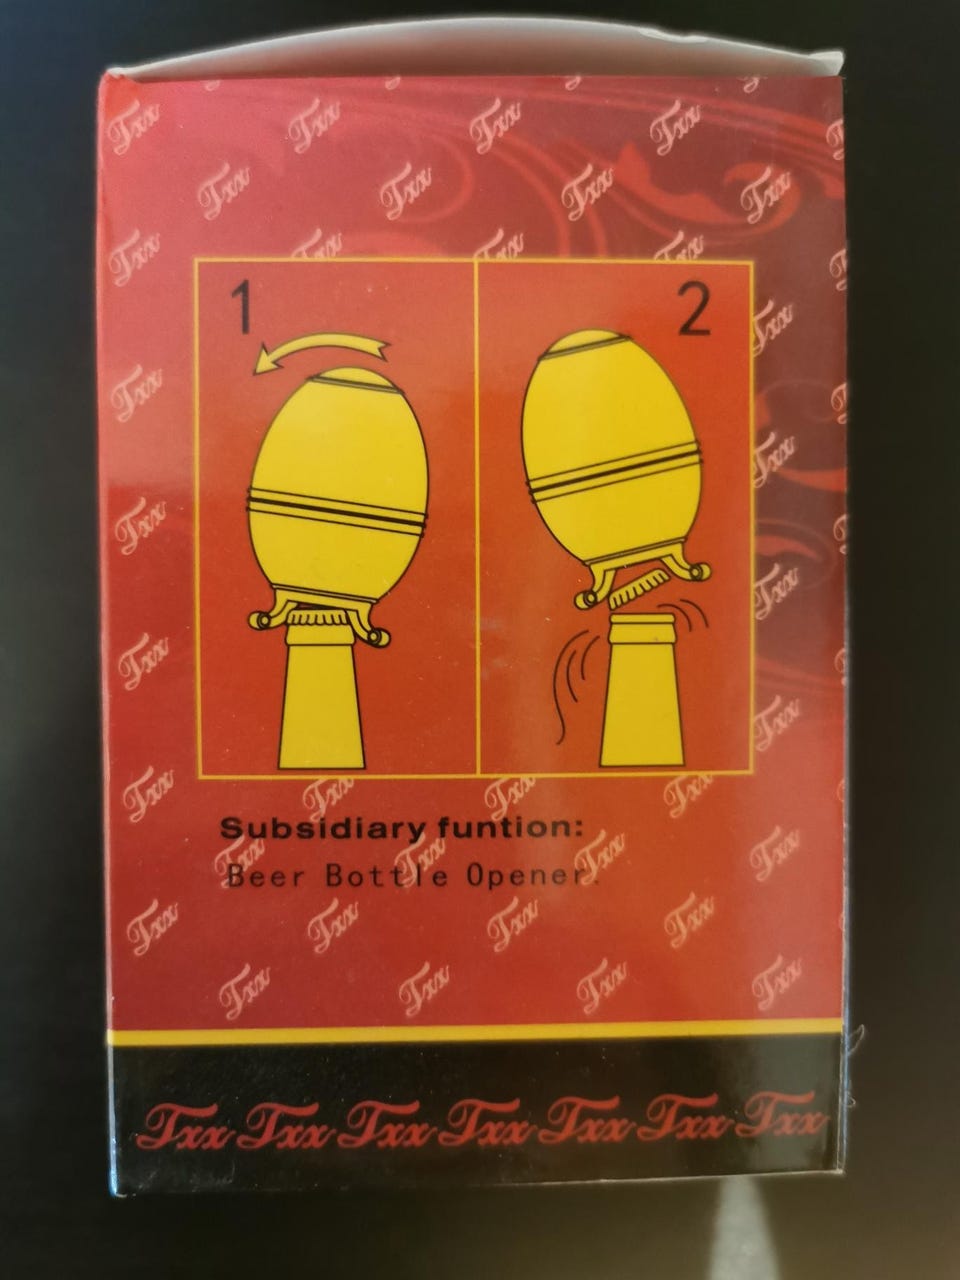 1
2
Subsidiary funtion:
Beer Bottle Opener.
Txx Txx Txx Txx Txx Txx Txx